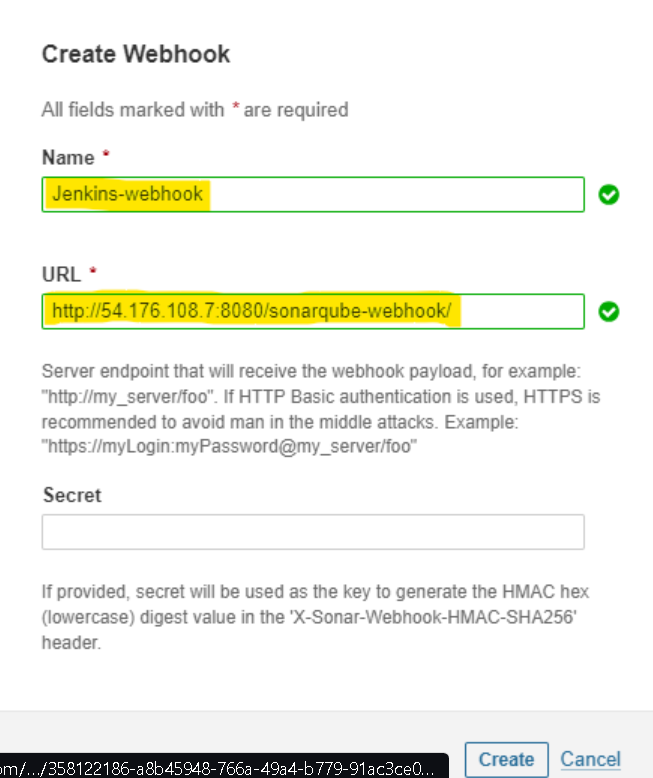 Create Webhook
All fields marked with * are required
Name *
Jenkins-webhook
URL *
http://54.176.108.7:8080/sonarqube-webhook/
Server endpoint that will receive the webhook payload, for example:
"http://my_server/foo". If HTTP Basic authentication is used, HTTPS is
recommended to avoid man in the middle attacks. Example:
"https://myLogin:myPassword@my_server/foo"
Secret
If provided, secret will be used as the key to generate the HMAC hex
(lowercase) digest value in the 'X-Sonar-Webhook-HMAC-SHA256'
header.
om/.../358122186-a8b45948-766a-49a4-b779-91ac3ce0...
Create Cancel